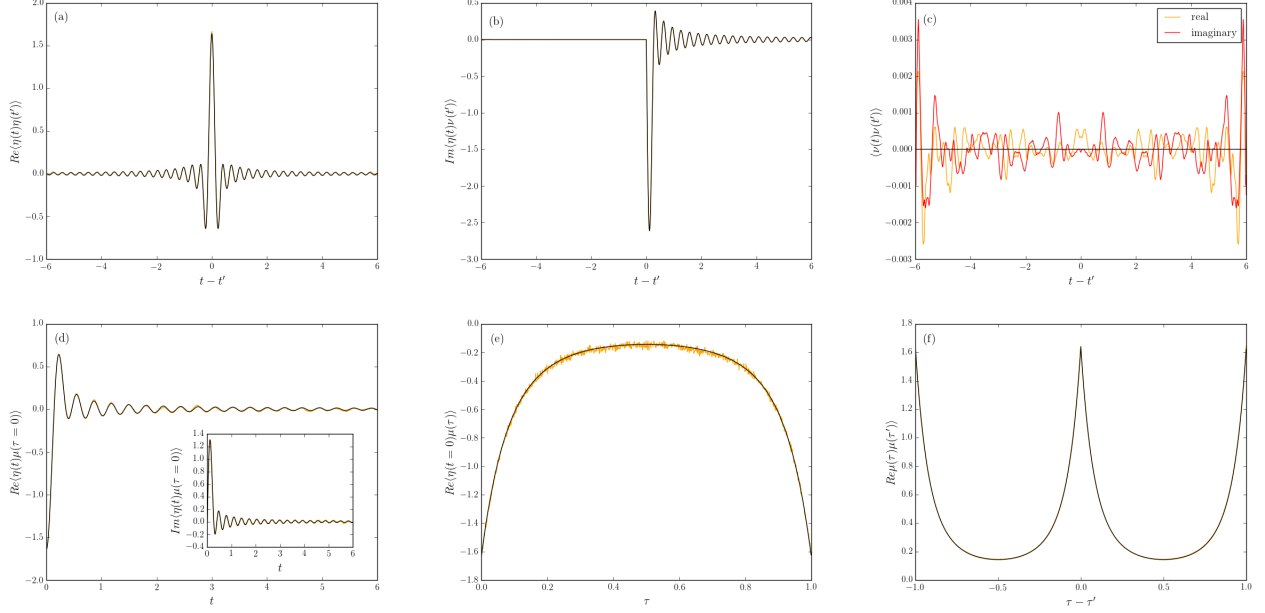 (a)
2.0
1.5
1.0
0.5
0.0
−0.5
−1.0
Re⟨η(t)η(t′)⟩
−6 −4 −2 0 2 4 6
t − t′
(b)
0.5
0.0
−0.5
−1.0
−1.5
−2.0
−2.5
−3.0
Im⟨η(t)ν(t′)⟩
−6 −4 −2 0 2 4 6
t − t′
(c)
real
imaginary
0.004
0.003
0.002
0.001
0.000
−0.001
−0.002
−0.003
⟨ν(t)ν(t′)⟩
−6 −4 −2 0 2 4 6
t − t′
(d)
1.0
0.5
0.0
−0.5
−1.0
−1.5
−2.0
Re⟨η(t)μ(τ = 0)⟩
0 1 2 3 4 5 6
t
1.4
1.2
1.0
0.8
0.6
0.4
0.2
0.0
−0.2
−0.4
Im⟨η(t)μ(τ = 0)⟩
0 1 2 3 4 5 6
t
(e)
0.0
−0.2
−0.4
−0.6
−0.8
−1.0
−1.2
−1.4
−1.6
−1.8
Re⟨η(t = 0)μ(τ)⟩
0.0 0.2 0.4 0.6 0.8 1.0
τ
(f)
1.8
1.6
1.4
1.2
1.0
0.8
0.6
0.4
0.2
0.0
Reμ(τ)μ(τ′)⟩
−1.0 −0.5 0.0 0.5 1.0
τ − τ′